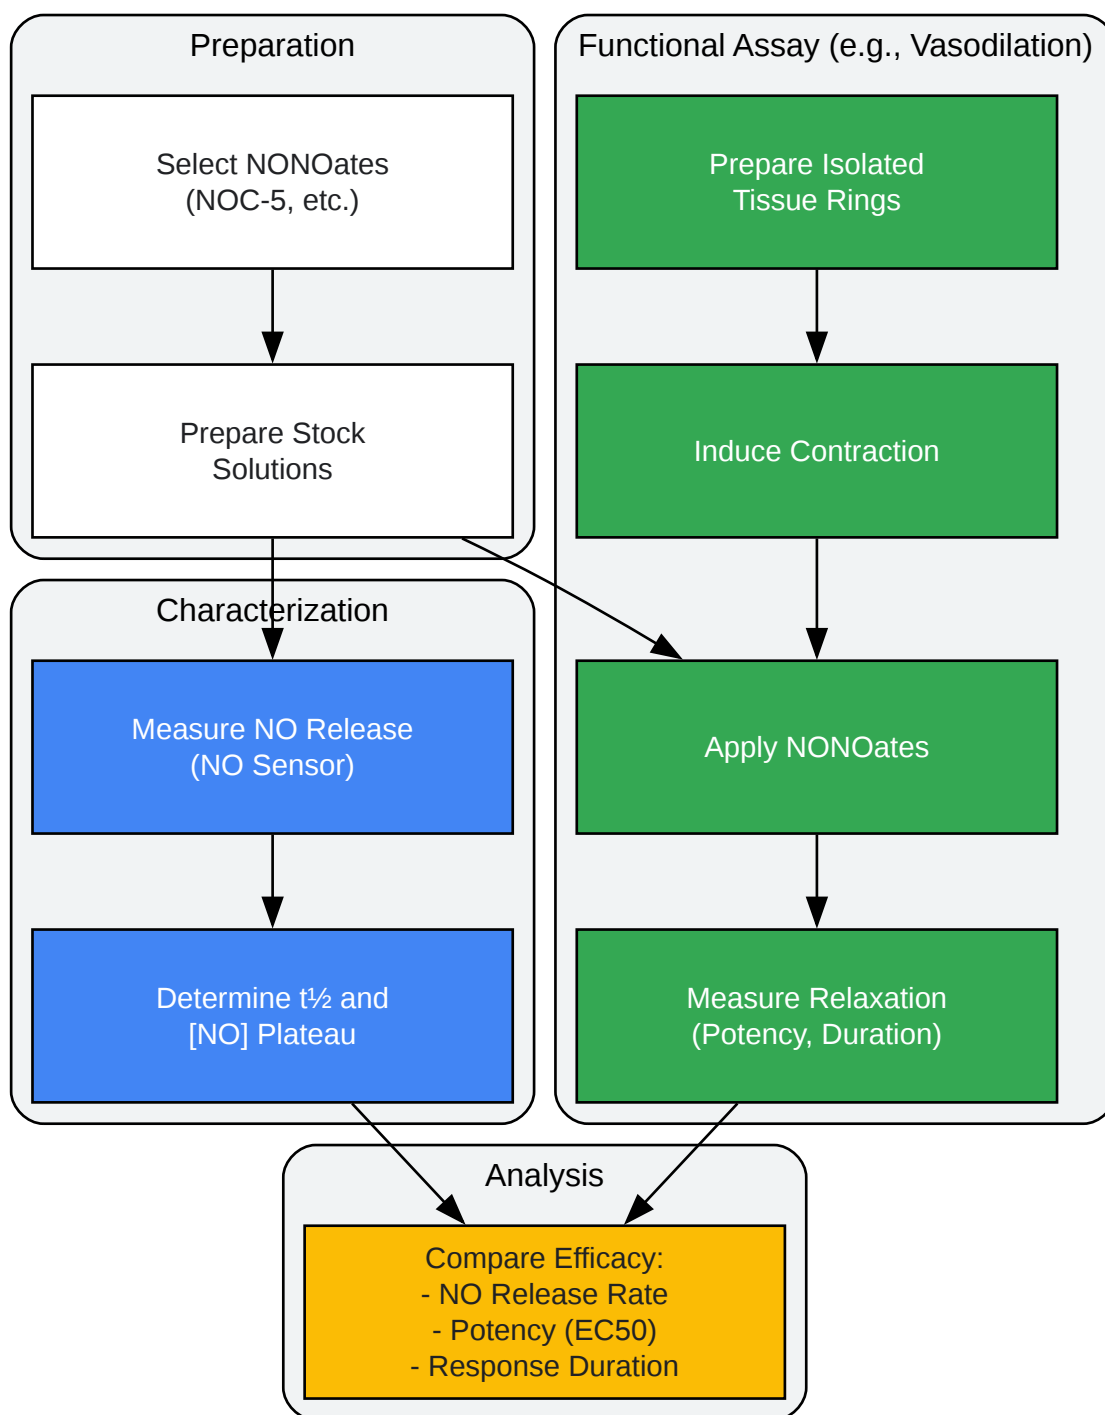 Preparation
Select NONOates
(NOC-5, etc.)
Prepare Stock
Solutions
Characterization
Measure NO Release
(NO Sensor)
Determine t½ and
[NO] Plateau
Functional Assay (e.g., Vasodilation)
Prepare Isolated
Tissue Rings
Induce Contraction
Apply NONOates
Measure Relaxation
(Potency, Duration)
Analysis
Compare Efficacy:
- NO Release Rate
- Potency (EC50)
- Response Duration